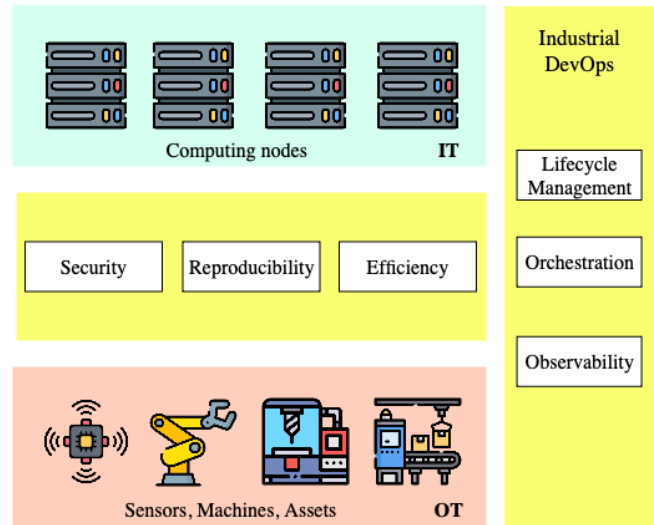 Computing nodes
IT
Security
Reproducibility
Efficiency
Sensors, Machines, Assets
OT
Industrial
DevOps
Lifecycle
Management
Orchestration
Observability